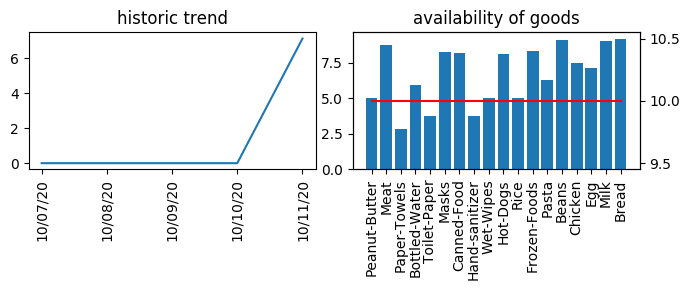 historic trend
6
4
2
0
10/07/20
10/08/20
10/09/20
10/10/20
10/11/20
availability of goods
7.5
5.0
2.5
0.0
10.5
10.0
9.5
Peanut-Butter
Meat
Paper-Towels
Bottled-Water
Toilet-Paper
Masks
Canned-Food
Hand-sanitizer
Wet-Wipes
Hot-Dogs
Rice
Frozen-Foods
Pasta
Beans
Chicken
Egg
Milk
Bread